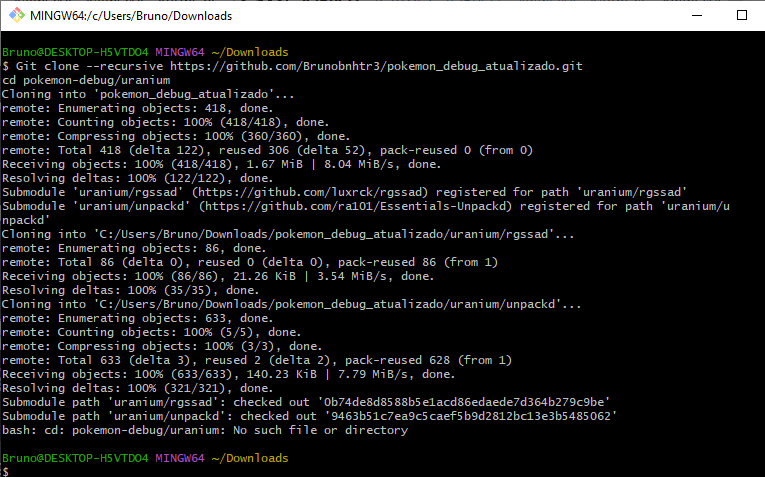 MINGW64:/c/Users/Bruno/Downloads
Bruno@DESKTOP-H5VTDO4 MINGW64 ~/Downloads
$ Git clone --recursive https://github.com/Brunobnhtr3/pokemon_debug_atualizado.git
cd pokemon-debug/uranium
Cloning into 'pokemon_debug_atualizado'...
remote: Enumerating objects: 418, done.
remote: Counting objects: 100% (418/418), done.
remote: Compressing objects: 100% (360/360), done.
remote: Total 418 (delta 122), reused 306 (delta 52), pack-reused 0 (from 0)
Receiving objects: 100% (418/418), 1.67 MiB | 8.04 MiB/s, done.
Resolving deltas: 100% (122/122), done.
Submodule 'uranium/rgssad' (https://github.com/luxrck/rgssad) registered for path 'uranium/rgssad'
Submodule 'uranium/unpackd' (https://github.com/ra101/Essentials-Unpackd) registered for path 'uranium/u
npackd'
Cloning into 'C:/Users/Bruno/Downloads/pokemon_debug_atualizado/uranium/rgssad'...
remote: Enumerating objects: 86, done.
remote: Total 86 (delta 0), reused 0 (delta 0), pack-reused 86 (from 1)
Receiving objects: 100% (86/86), 21.26 KiB | 3.54 MiB/s, done.
Resolving deltas: 100% (35/35), done.
Cloning into 'C:/Users/Bruno/Downloads/pokemon_debug_atualizado/uranium/unpackd'...
remote: Enumerating objects: 633, done.
remote: Counting objects: 100% (5/5), done.
remote: Compressing objects: 100% (3/3), done.
remote: Total 633 (delta 3), reused 2 (delta 2), pack-reused 628 (from 1)
Receiving objects: 100% (633/633), 140.23 KiB | 7.79 MiB/s, done.
Resolving deltas: 100% (321/321), done.
Submodule path 'uranium/rgssad': checked out '0b74de8d8588b5e1acd86edaede7d364b279c9be'
Submodule path 'uranium/unpackd': checked out '9463b51c7ea9c5caef5b9d2812bc13e3b5485062'
bash: cd: pokemon-debug/uranium: No such file or directory
Bruno@DESKTOP-H5VTDO4 MINGW64 ~/Downloads
$